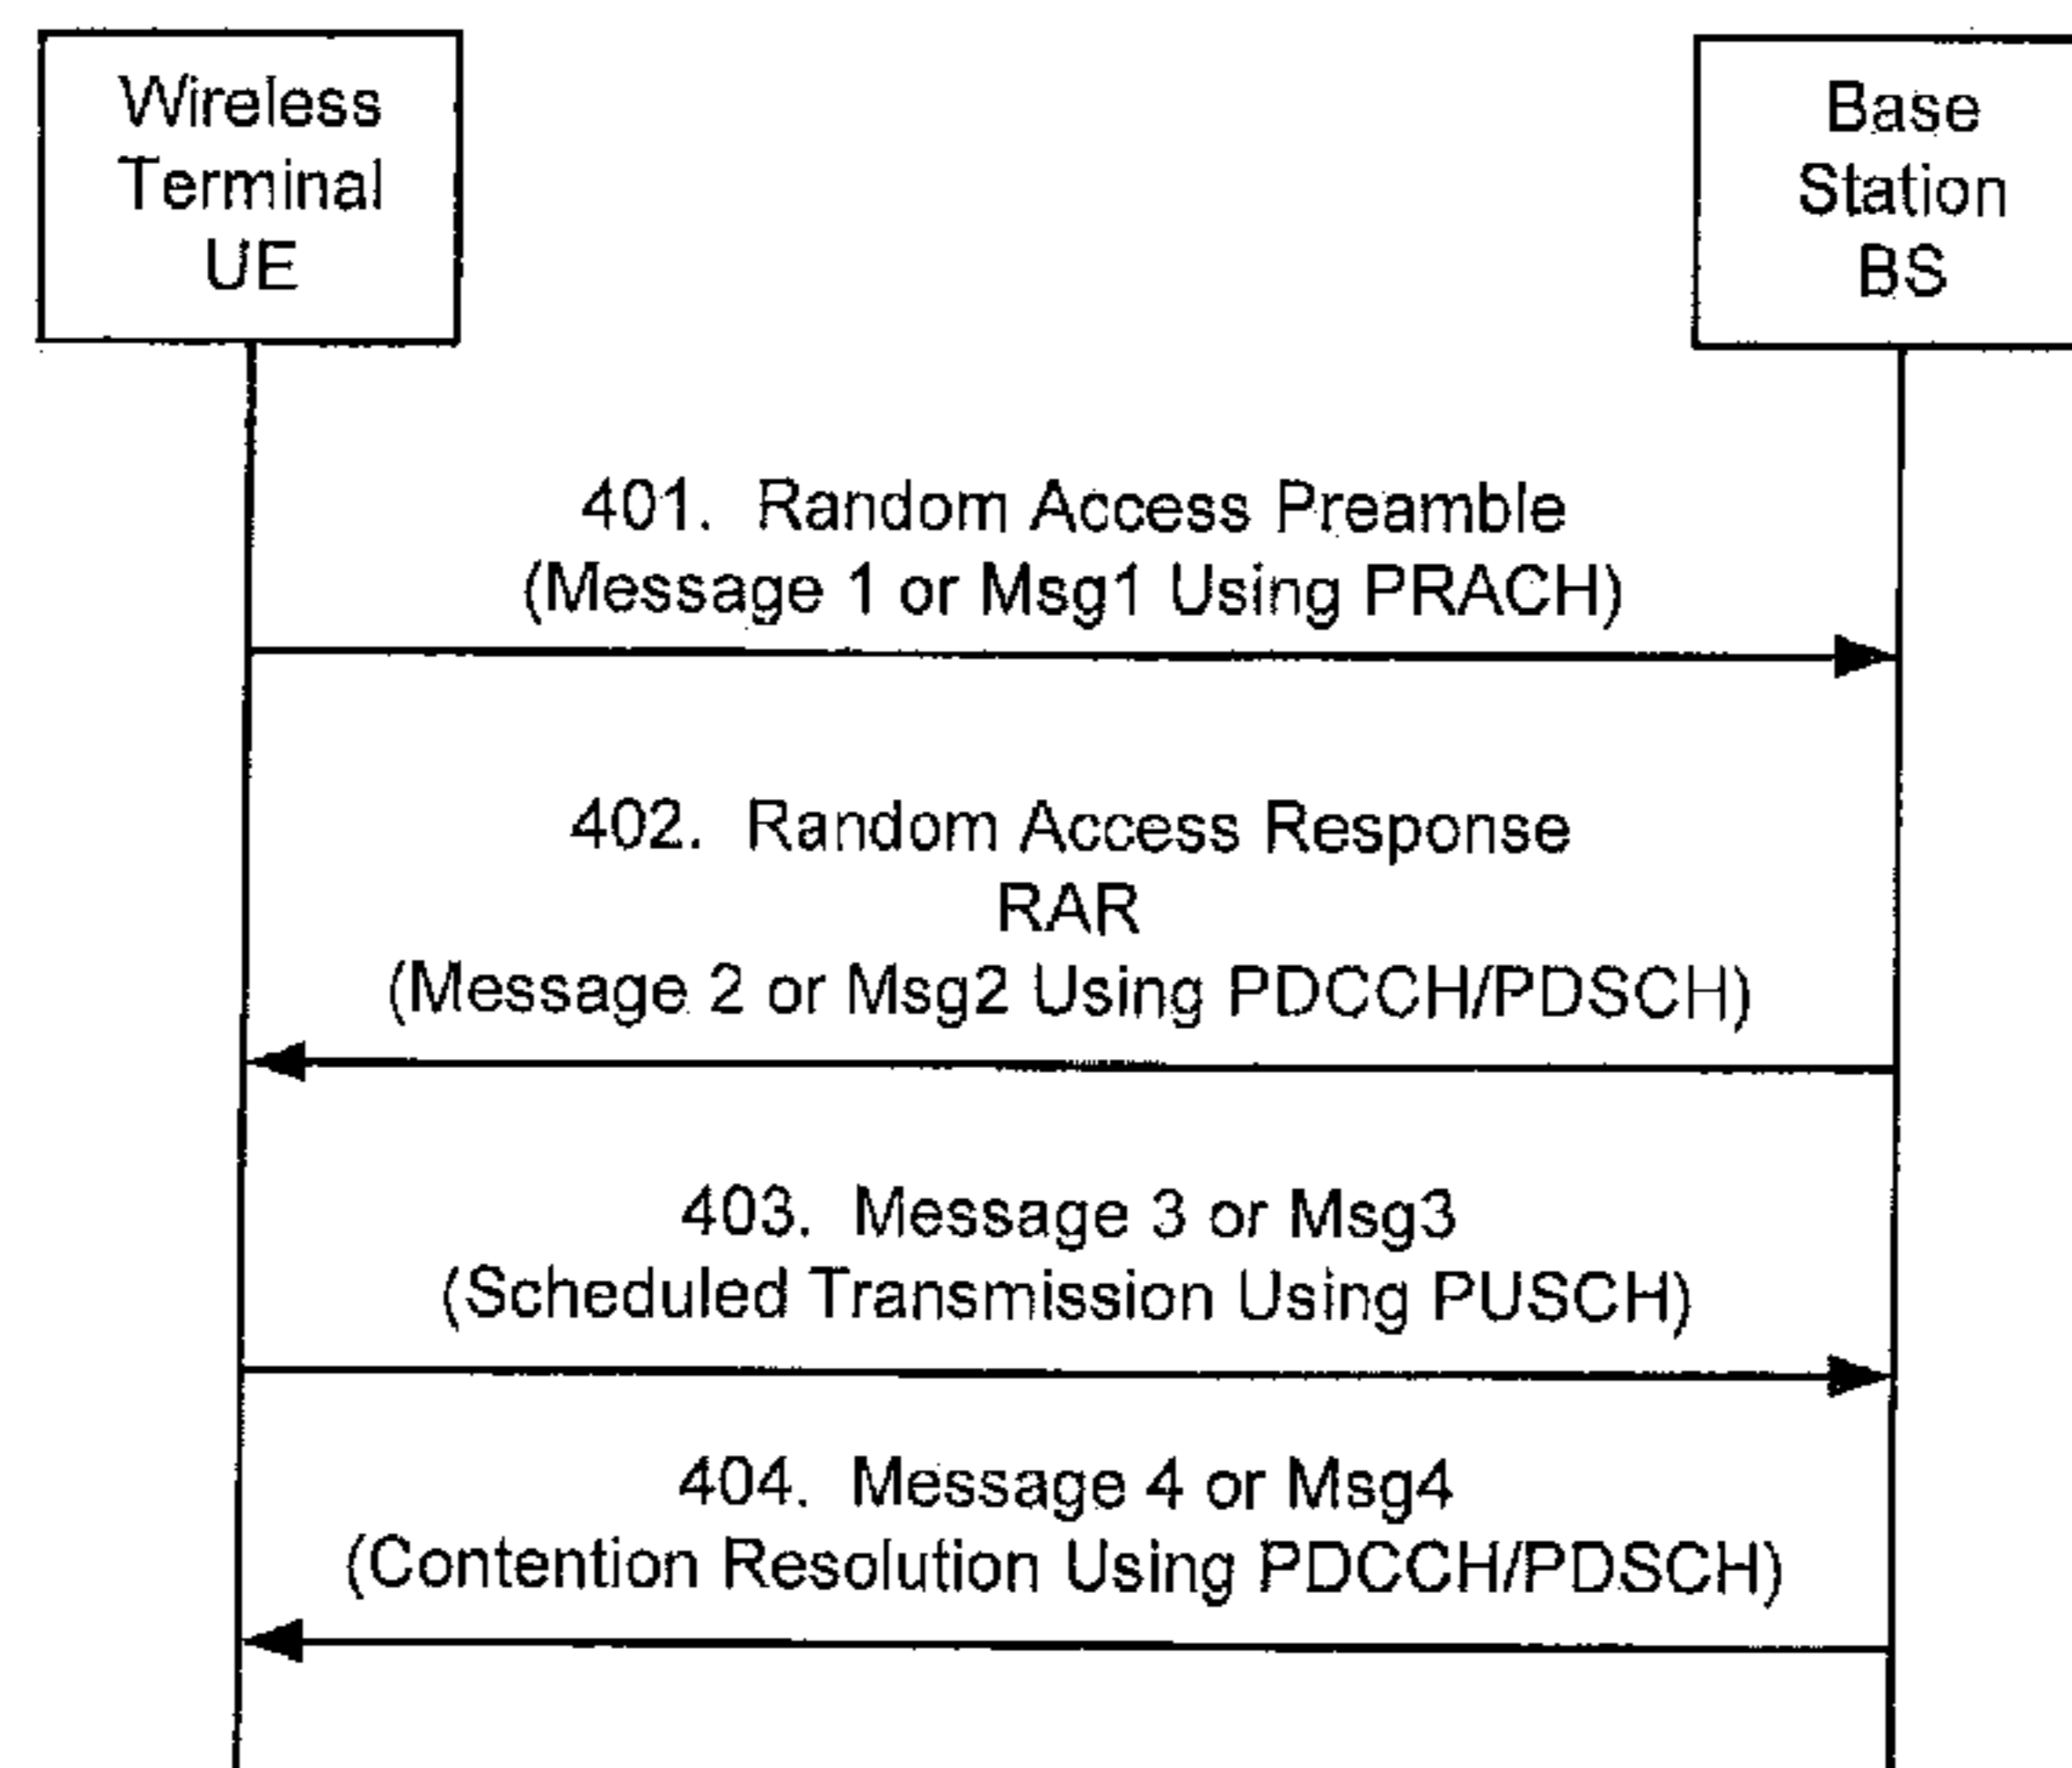 Wireless
Terminal
UE
Base
Station
BS
401. Random Access Preamble
(Message 1 or Msg1 Using PRACH)
402. Random Access Response
RAR
(Message 2 or Msg2 Using PDCCH/PDSCH)
403. Message 3 or Msg3
(Scheduled Transmission Using PUSCH)
404. Message 4 or Msg4
(Contention Resolution Using PDCCH/PDSCH)